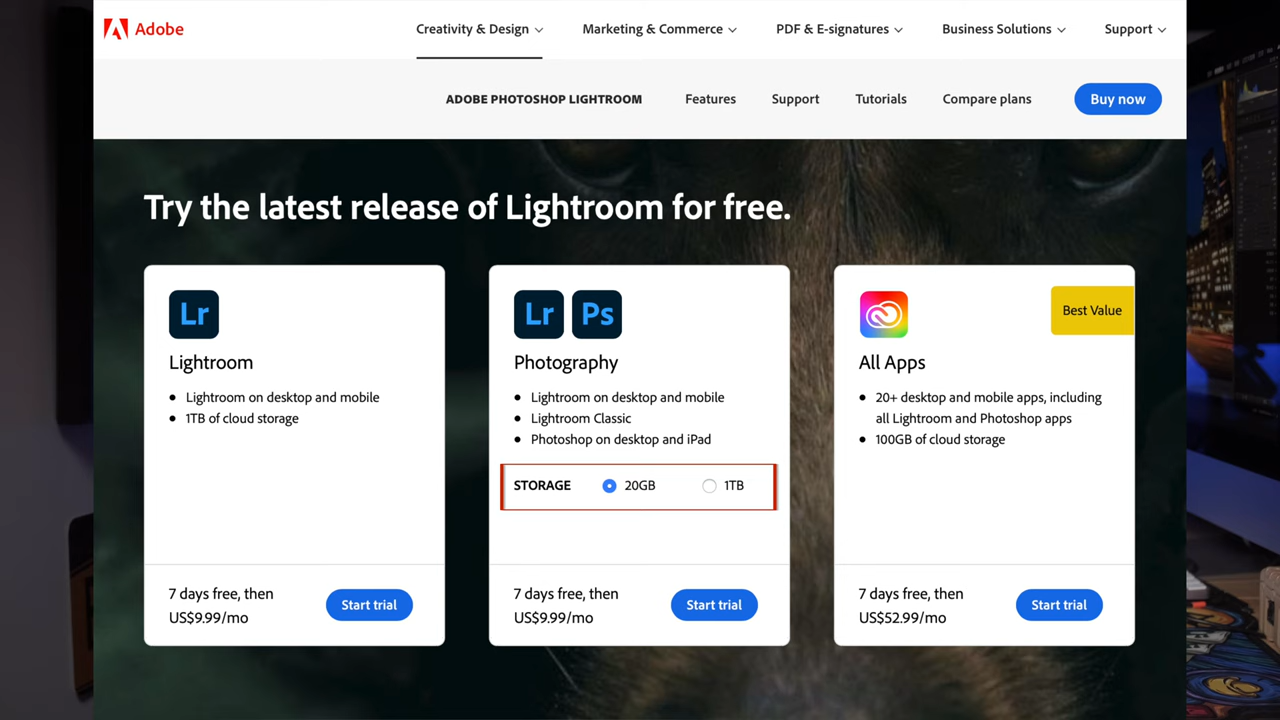 Adobe
Creativity & Design
Marketing & Commerce
PDF & E-signatures
Business Solutions
Support
ADOBE PHOTOSHOP LIGHTROOM
Features
Support
Tutorials
Compare plans
Buy now
Try the latest release of Lightroom for free.
Lr
Lightroom
Lightroom on desktop and mobile
1TB of cloud storage
7 days free, then
US$9.99/mo
Start trial
Lr
Ps
Photography
Lightroom on desktop and mobile
Lightroom Classic
Photoshop on desktop and iPad
STORAGE 20GB 1TB
7 days free, then
US$9.99/mo
Start trial
Best Value
All Apps
20+ desktop and mobile apps, including
all Lightroom and Photoshop apps
100GB of cloud storage
7 days free, then
US$52.99/mo
Start trial